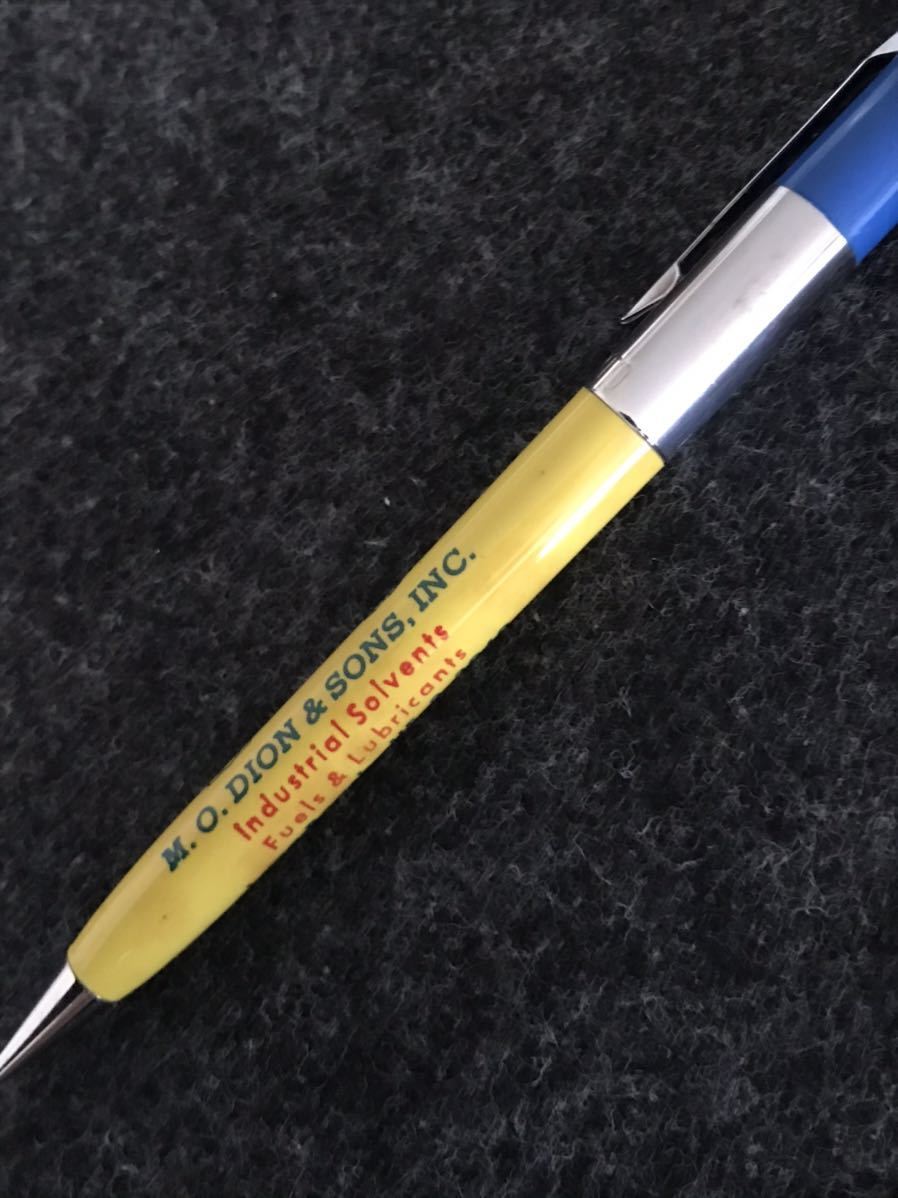 M. O. DION & SONS, INC.
Industrial Solvents
Fuels & Lubricants